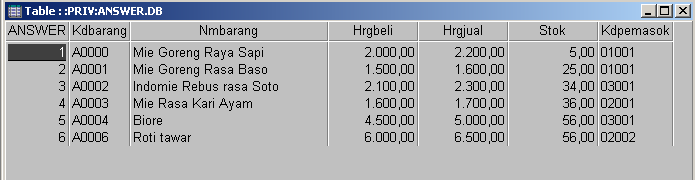 Table : :PRIV:ANSWER.DB
ANSWER Kdbarang Nmbarang Hrgbeli Hrgjual Stok Kdpemasok
1 A0000 Mie Goreng Raya Sapi 2.000,00 2.200,00 5,00 01001
2 A0001 Mie Goreng Rasa Baso 1.500,00 1.600,00 25,00 01001
3 A0002 Indomie Rebus rasa Soto 2.100,00 2.300,00 34,00 03001
4 A0003 Mie Rasa Kari Ayam 1.600,00 1.700,00 36,00 02001
5 A0004 Biore 4.500,00 5.000,00 56,00 03001
6 A0006 Roti tawar 6.000,00 6.500,00 56,00 02002